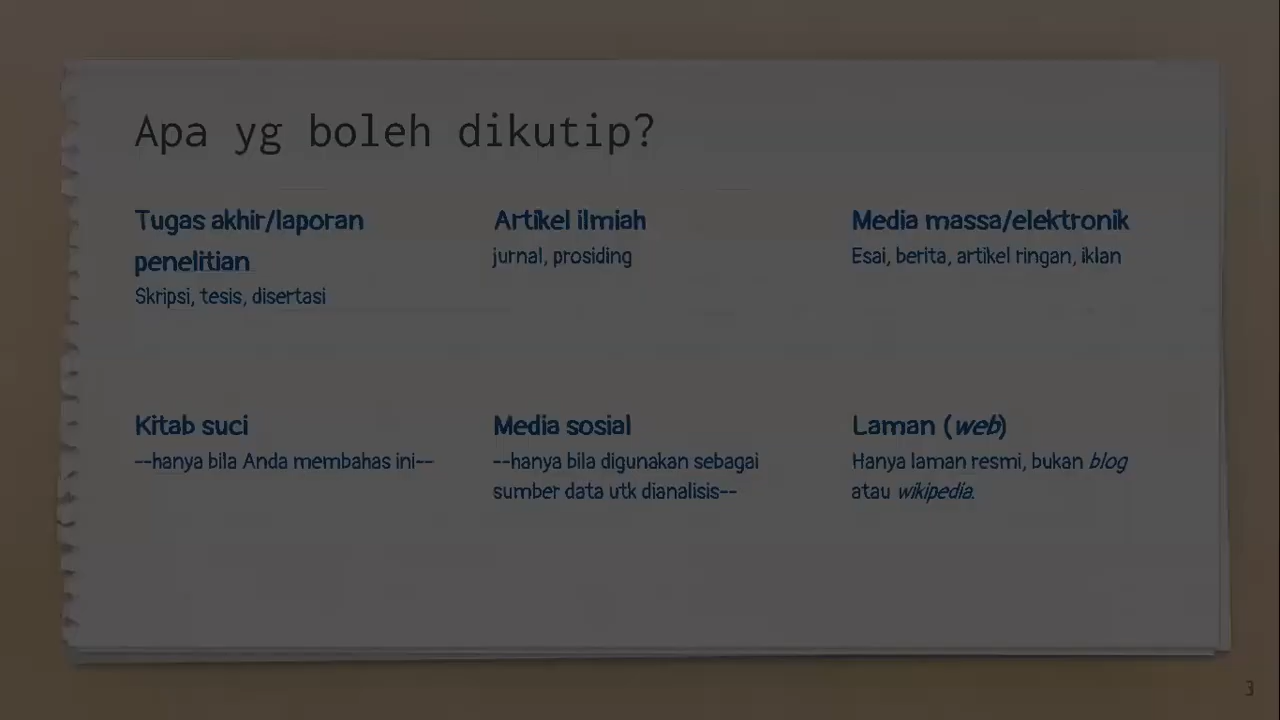 Apa yg boleh dikutip?
Tugas akhir/laporan
penelitian
Skripsi, tesis, disertasi
Artikel ilmiah
jurnal, prosiding
Media massa/elektronik
Esai, berita, artikel ringan, iklan
Kitab suci
--hanya bila Anda membahas ini--
Media sosial
--hanya bila digunakan sebagai
sumber data utk dianalisis--
Laman (web)
Hanya laman resmi, bukan blog
atau wikipedia.
3